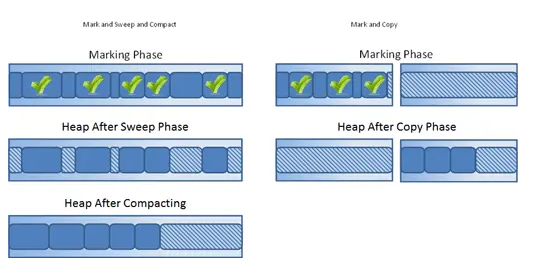 Mark and Sweep and Compact
Marking Phase
Heap After Sweep Phase
Heap After Compacting
Mark and Copy
Marking Phase
Heap After Copy Phase